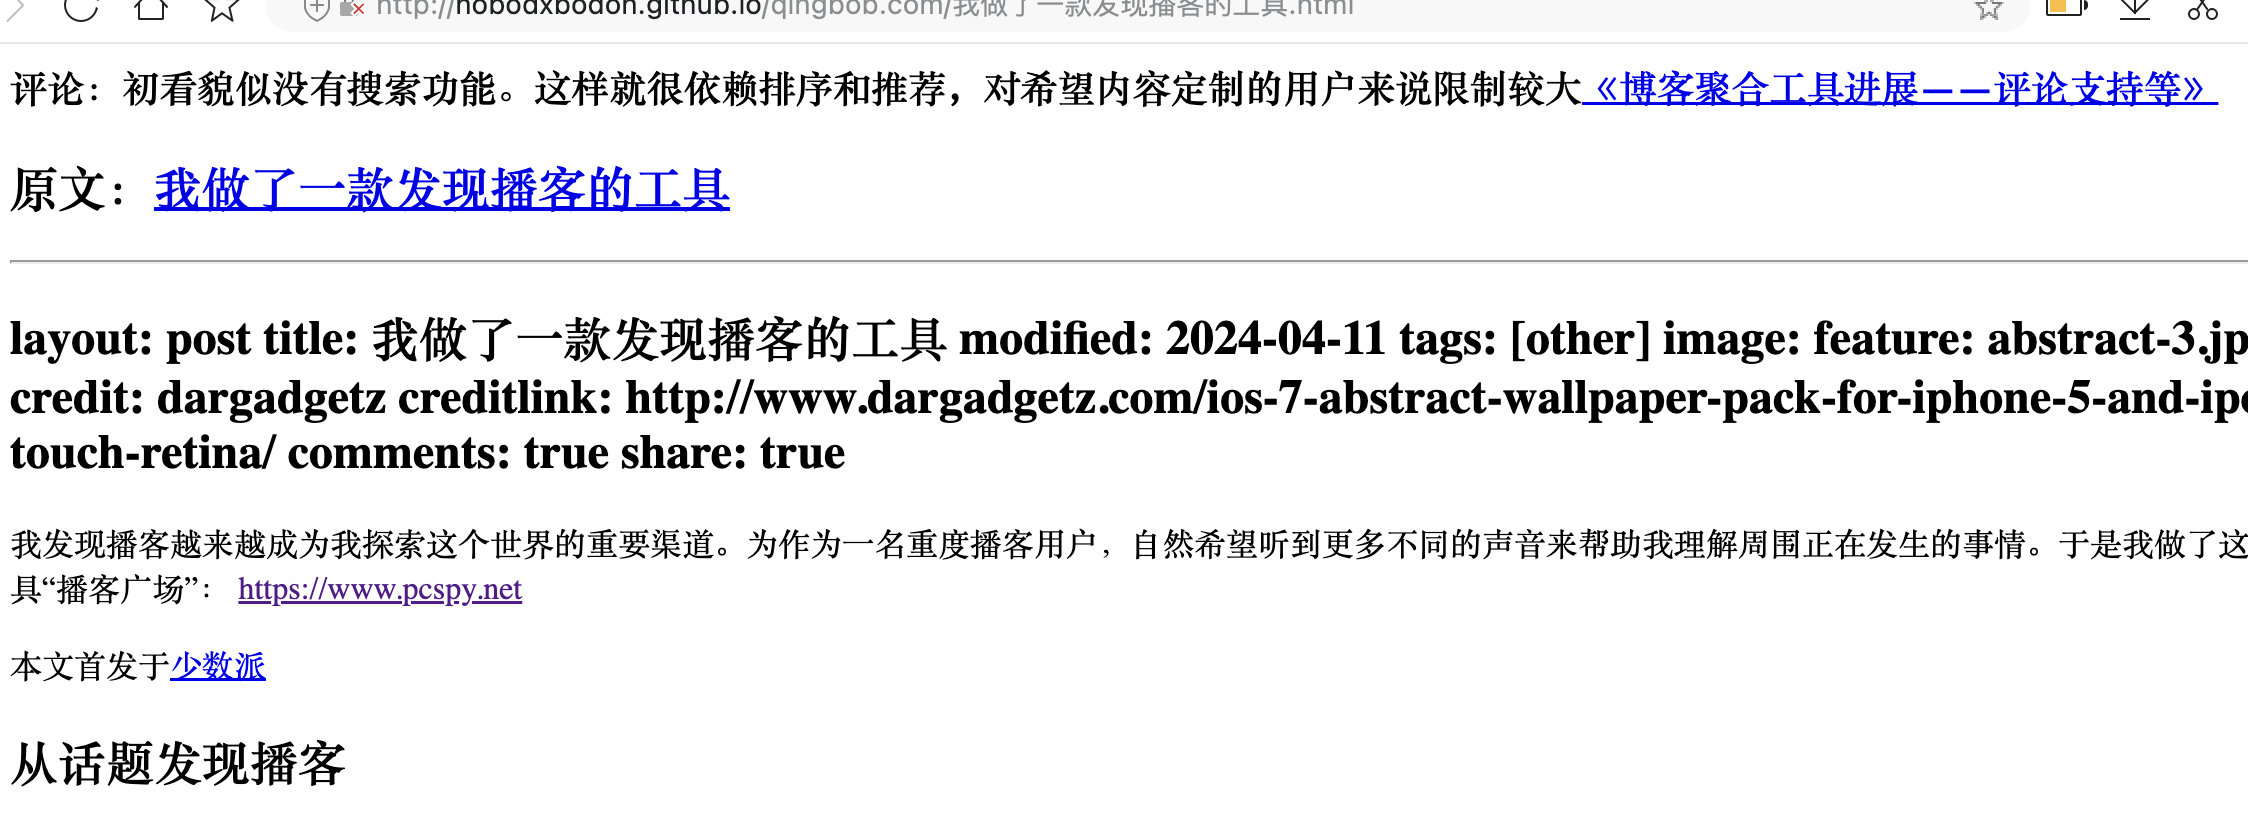 http://nobodxbodon.github.io/qingbob.com/我做了一款发现播客的工具.html
评论：初看貌似没有搜索功能。这样就很依赖排序和推荐，对希望内容定制的用户来说限制较大《博客聚合工具进展——评论支持等》
原文：我做了一款发现播客的工具
layout: post title: 我做了一款发现播客的工具 modified: 2024-04-11 tags: [other] image: feature: abstract-3.jp
credit: dargadgetz creditlink: http://www.dargadgetz.com/ios-7-abstract-wallpaper-pack-for-iphone-5-and-ipo
touch-retina/ comments: true share: true
我发现播客越来越成为我探索这个世界的重要渠道。为作为一名重度播客用户，自然希望听到更多不同的声音来帮助我理解周围正在发生的事情。于是我做了这
具“播客广场”： https://www.pcspy.net
本文首发于少数派
从话题发现播客